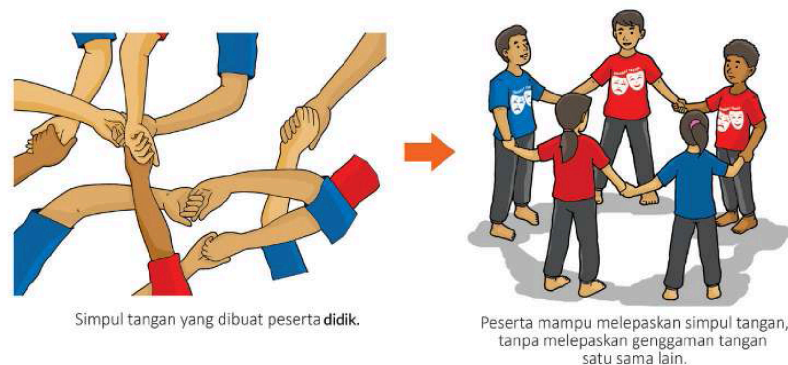 Simpul tangan yang dibuat peserta didik.
Peserta mampu melepaskan simpul tangan,
tanpa melepaskan genggaman tangan
satu sama lain.